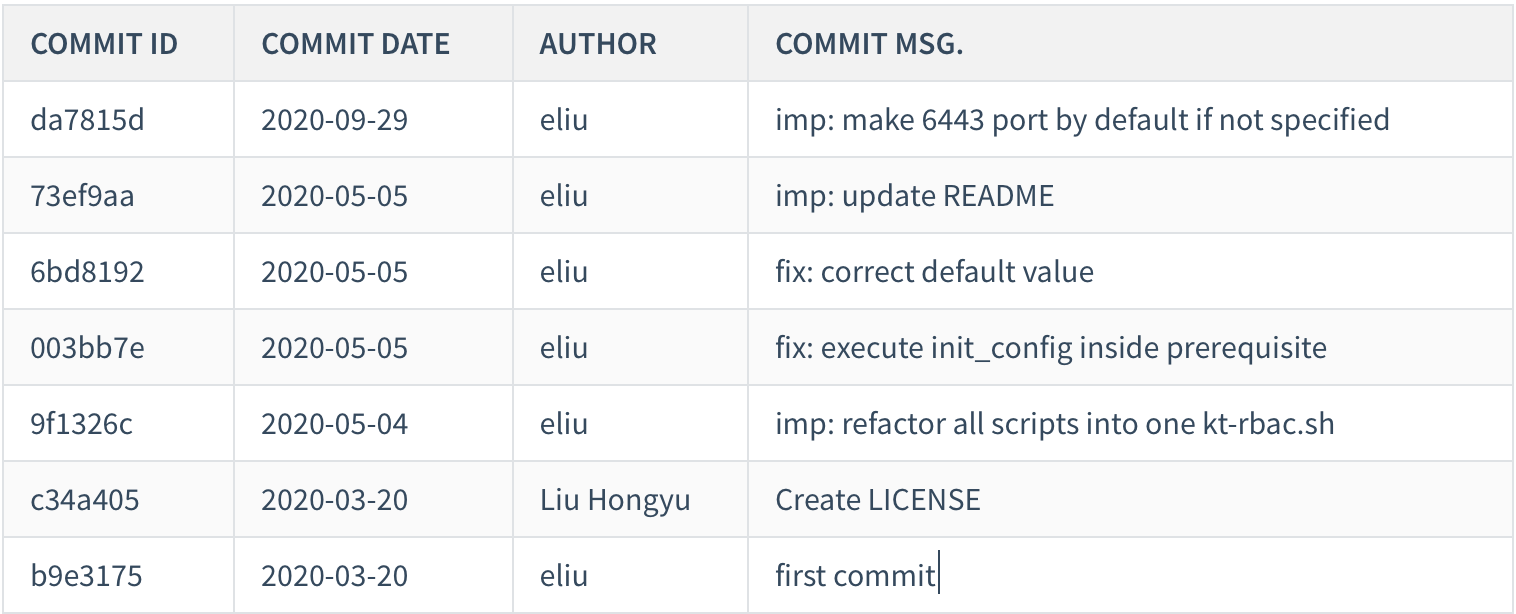 COMMIT ID COMMIT DATE AUTHOR COMMIT MSG.
da7815d 2020-09-29 eliu imp: make 6443 port by default if not specified
73ef9aa 2020-05-05 eliu imp: update README
6bd8192 2020-05-05 eliu fix: correct default value
003bb7e 2020-05-05 eliu fix: execute init_config inside prerequisite
9f1326c 2020-05-04 eliu imp: refactor all scripts into one kt-rbac.sh
c34a405 2020-03-20 Liu Hongyu Create LICENSE
b9e3175 2020-03-20 eliu first commit